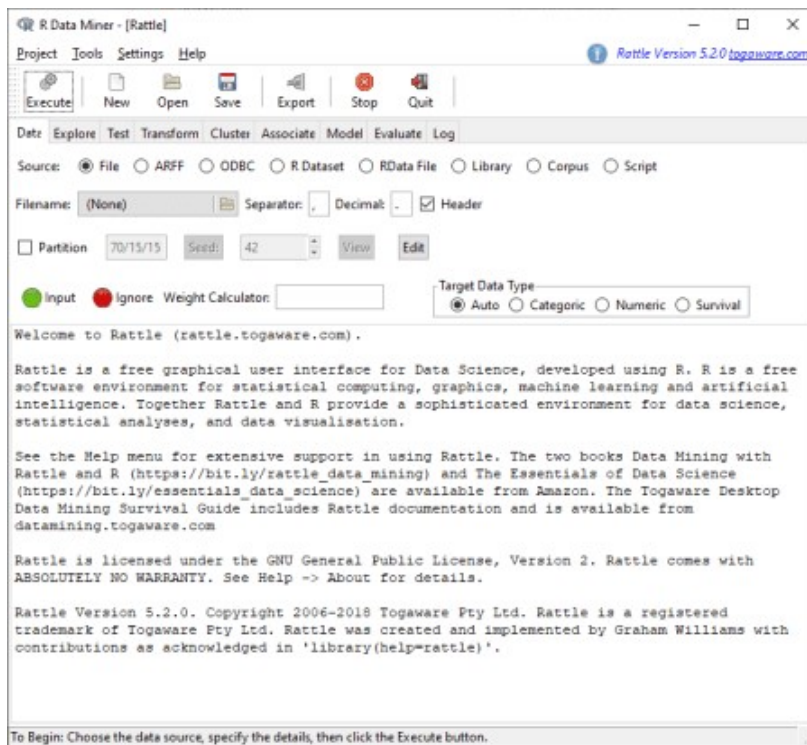 R Data Miner - [Rattle]
Project Tools Settings Help Rattle Version 5.2.0 togaware.com
Execute New Open Save Export Stop Quit
Data Explore Test Transform Cluster Associate Model Evaluate Log
Source: File ARFF ODBC R Dataset RData File Library Corpus Script
Filename: (None) Separator: , Decimal: . Header
Partition 70/15/15 Seed: 42 View Edit
Target Data Type
Input Ignore Weight Calculator: Auto Categoric Numeric Survival
Welcome to Rattle (rattle.togaware.com).
Rattle is a free graphical user interface for Data Science, developed using R. R is a free
software environment for statistical computing, graphics, machine learning and artificial
intelligence. Together Rattle and R provide a sophisticated environment for data science,
statistical analyses, and data visualisation.
See the Help menu for extensive support in using Rattle. The two books Data Mining with
Rattle and R (https://bit.ly/rattle_data_mining) and The Essentials of Data Science
(https://bit.ly/essentials_data_science) are available from Amazon. The Togaware Desktop
Data Mining Survival Guide includes Rattle documentation and is available from
datamining.togaware.com
Rattle is licensed under the GNU General Public License, Version 2. Rattle comes with
ABSOLUTELY NO WARRANTY. See Help -> About for details.
Rattle Version 5.2.0. Copyright 2006-2018 Togaware Pty Ltd. Rattle is a registered
trademark of Togaware Pty Ltd. Rattle was created and implemented by Graham Williams with
contributions as acknowledged in 'library(help=rattle)'.
To Begin: Choose the data source, specify the details, then click the Execute button.